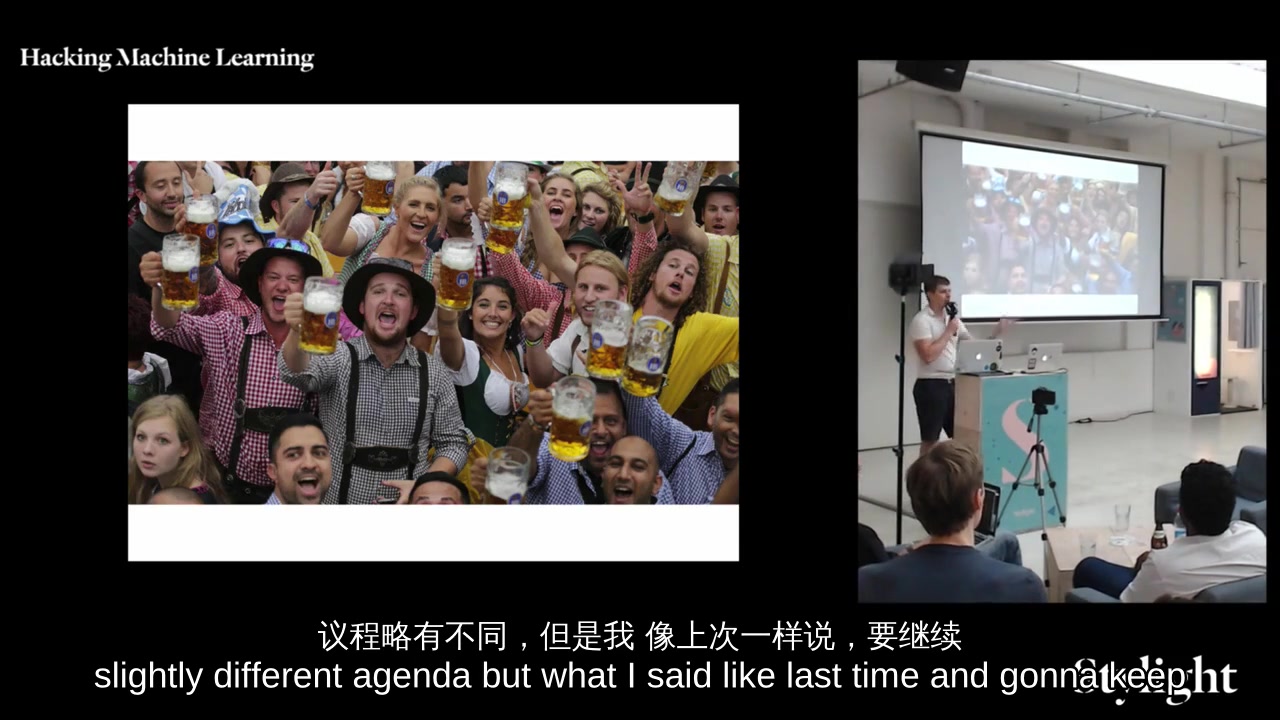 Hacking Machine Learning
议程略有不同，但是我 像上次一样说，要继续
slightly different agenda but what I said like last time and gonna keep
Stylight